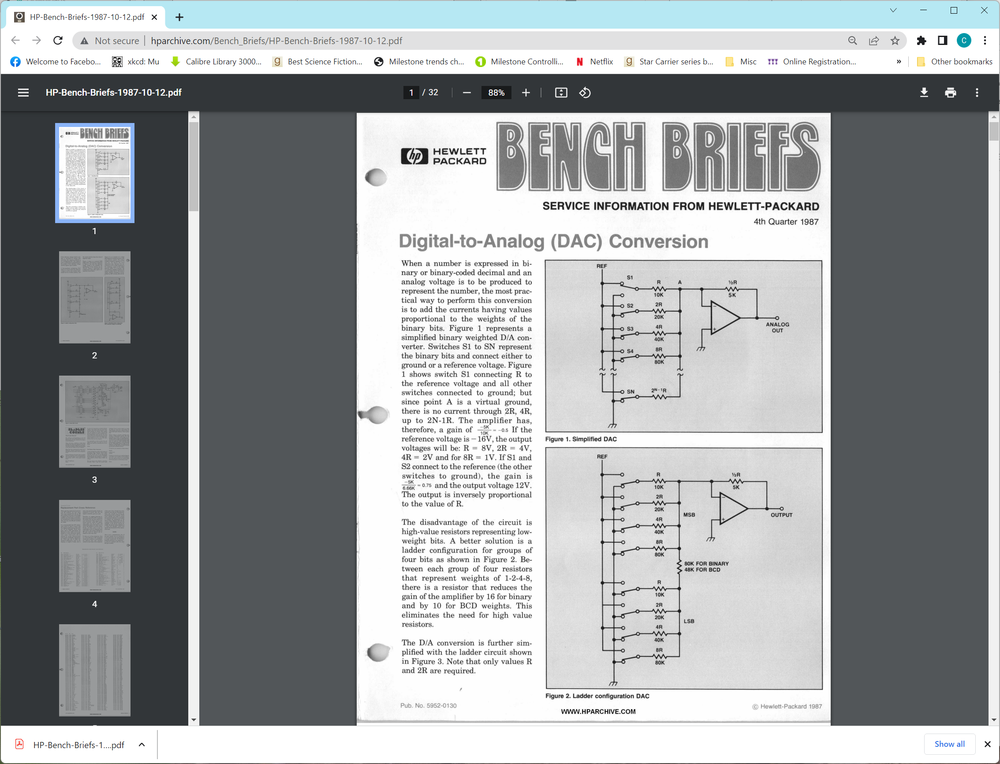 HP-Bench-Briefs-1987-10-12.pdf
Not secure | hparchive.com/Bench_Briefs/HP-Bench-Briefs-1987-10-12.pdf
C
Welcome to Facebo...
xkcd: Mu
Calibre Library 3000...
Best Science Fiction...
Milestone trends ch...
Milestone Controlli...
Netflix
Star Carrier series b...
Misc
Online Registration...
»
Other bookmarks
HP-Bench-Briefs-1987-10-12.pdf
1 / 32
88%
1
2
3
4
hp HEWLETT
PACKARD
BENCH BRIEFS
SERVICE INFORMATION FROM HEWLETT-PACKARD
4th Quarter 1987
Digital-to-Analog (DAC) Conversion
When a number is expressed in bi-
nary or binary-coded decimal and an
analog voltage is to be produced to
represent the number, the most prac-
tical way to perform this conversion
is to add the currents having values
proportional to the weights of the
binary bits. Figure 1 represents a
simplified binary weighted D/A con-
verter. Switches S1 to SN represent
the binary bits and connect either to
ground or a reference voltage. Figure
1 shows switch S1 connecting R to
the reference voltage and all other
switches connected to ground; but
since point A is a virtual ground,
there is no current through 2R, 4R,
up to 2N-1R. The amplifier has,
therefore, a gain of -5K/10K = -0.5 If the
reference voltage is -16V, the output
voltages will be: R = 8V, 2R = 4V,
4R = 2V and for 8R = 1V. If S1 and
S2 connect to the reference (the other
switches to ground), the gain is
-5K/6.66K - 0.75 and the output voltage 12V.
The output is inversely proportional
to the value of R.
The disadvantage of the circuit is
high-value resistors representing low-
weight bits. A better solution is a
ladder configuration for groups of
four bits as shown in Figure 2. Be-
tween each group of four resistors
that represent weights of 1-2-4-8,
there is a resistor that reduces the
gain of the amplifier by 16 for binary
and by 10 for BCD weights. This
eliminates the need for high value
resistors.
The D/A conversion is further sim-
plified with the ladder circuit shown
in Figure 3. Note that only values R
and 2R are required.
REF
S1
R
A
½R
10K
5K
S2
2R
20K
S3
4R
40K
ANALOG
OUT
S4
8R
80K
SN
2N-1R
-
+
Figure 1. Simplified DAC
REF
R
½R
10K
5K
2R
20K
MSB
OUTPUT
4R
40K
8R
80K
-
+
80K FOR BINARY
48K FOR BCD
R
10K
2R
20K
LSB
4R
40K
8R
80K
Figure 2. Ladder configuration DAC
Pub. No. 5952-0130
WWW.HPARCHIVE.COM
© Hewlett-Packard 1987
HP-Bench-Briefs-1....pdf
Show all